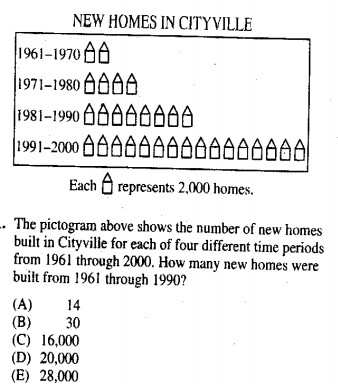 NEW HOMES IN CITYVILLE
1961–1970
1971–1980
1981–1990
1991–2000
Each represents 2,000 homes.
. The pictogram above shows the number of new homes
built in Cityville for each of four different time periods
from 1961 through 2000. How many new homes were
built from 1961 through 1990?
(A) 14
(B) 30
(C) 16,000
(D) 20,000
(E) 28,000